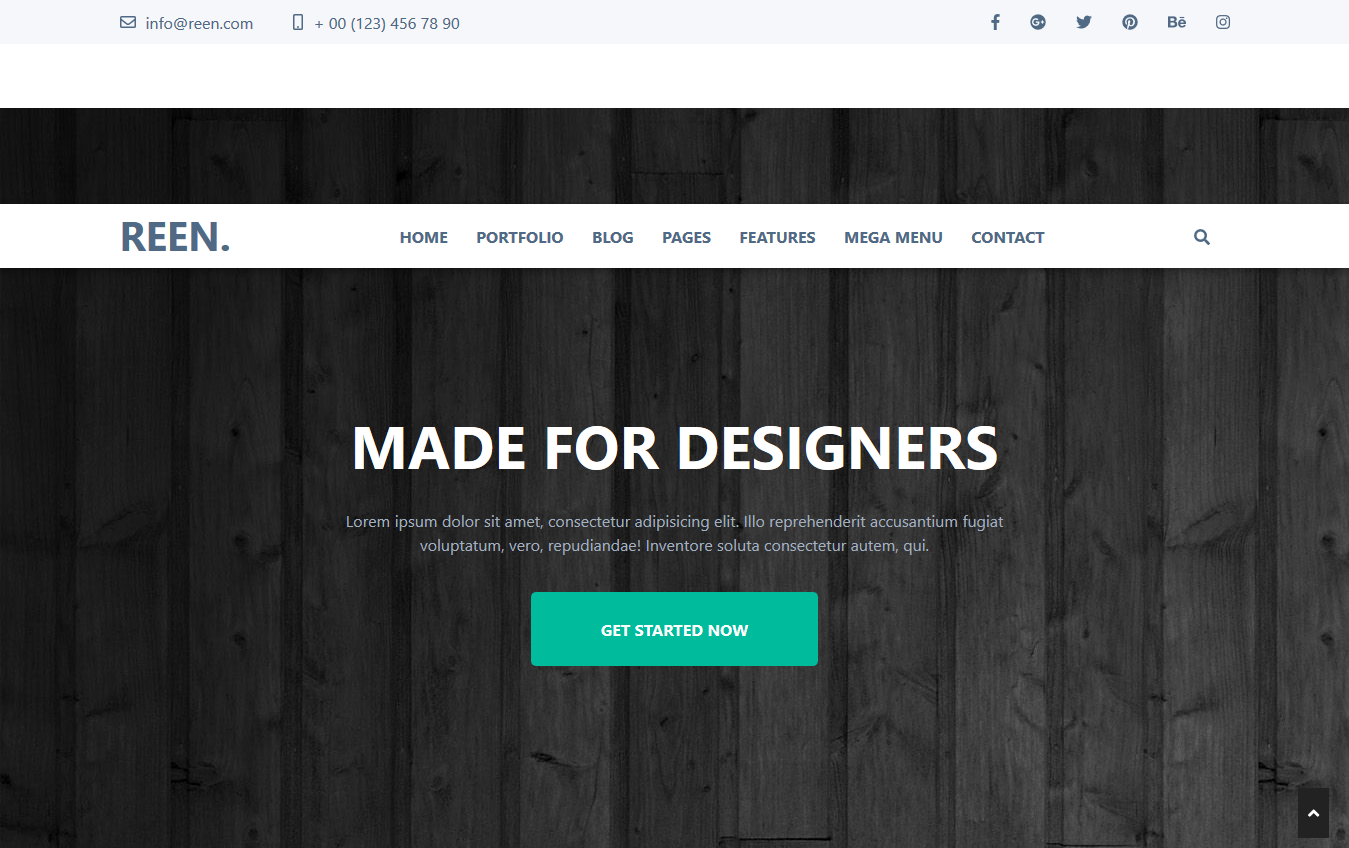 info@reen.com + 00 (123) 456 78 90 Bē
REEN. HOME PORTFOLIO BLOG PAGES FEATURES MEGA MENU CONTACT
MADE FOR DESIGNERS
Lorem ipsum dolor sit amet, consectetur adipisicing elit. Illo reprehenderit accusantium fugiat
voluptatum, vero, repudiandae! Inventore soluta consectetur autem, qui.
GET STARTED NOW